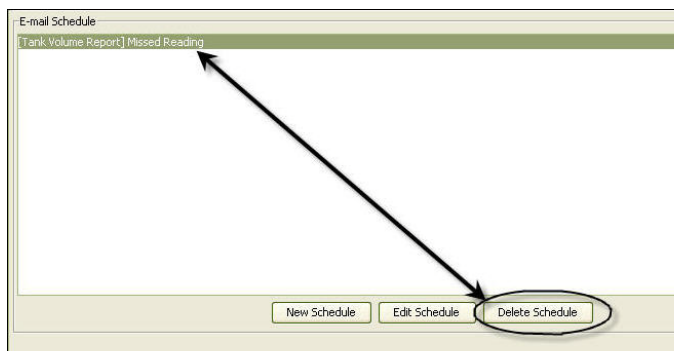 E-mail Schedule
[Tank Volume Report] Missed Reading
New Schedule Edit Schedule Delete Schedule